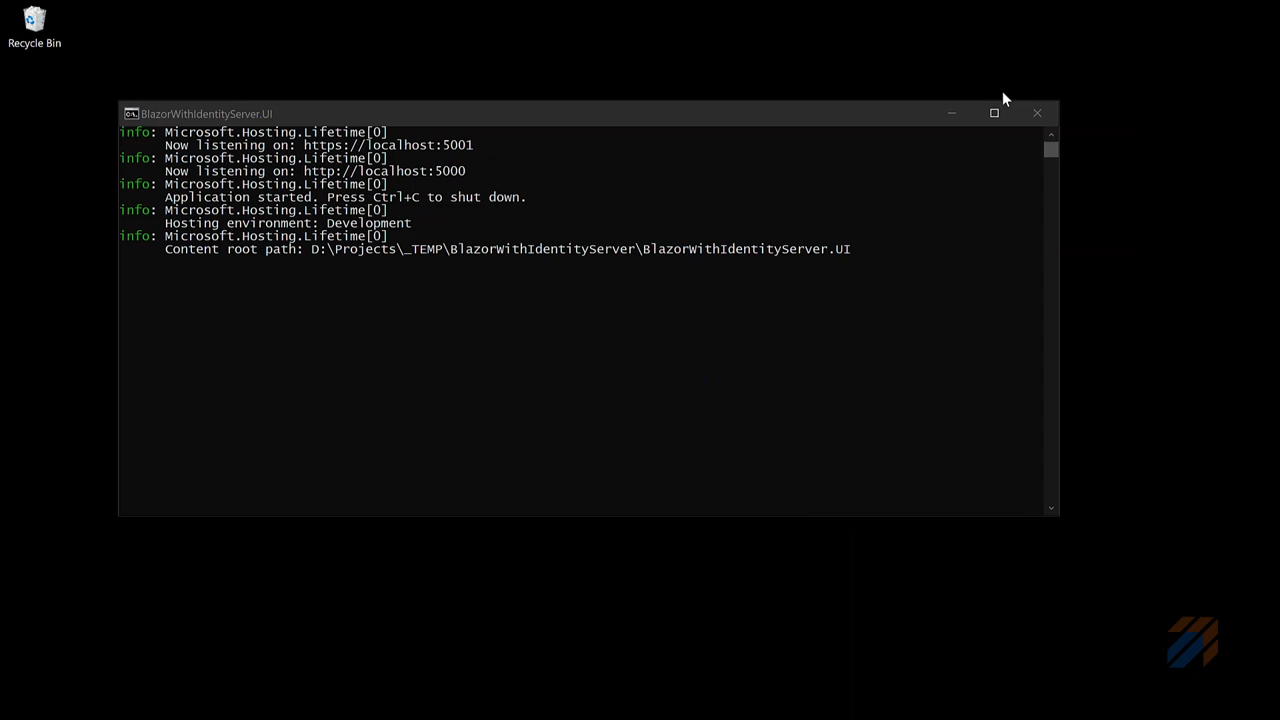 Recycle Bin
BlazorWithIdentityServer.UI
info: Microsoft.Hosting.Lifetime[0]
Now listening on: https://localhost:5001
info: Microsoft.Hosting.Lifetime[0]
Now listening on: http://localhost:5000
info: Microsoft.Hosting.Lifetime[0]
Application started. Press Ctrl+C to shut down.
info: Microsoft.Hosting.Lifetime[0]
Hosting environment: Development
info: Microsoft.Hosting.Lifetime[0]
Content root path: D:\Projects\_TEMP\BlazorWithIdentityServer\BlazorWithIdentityServer.UI